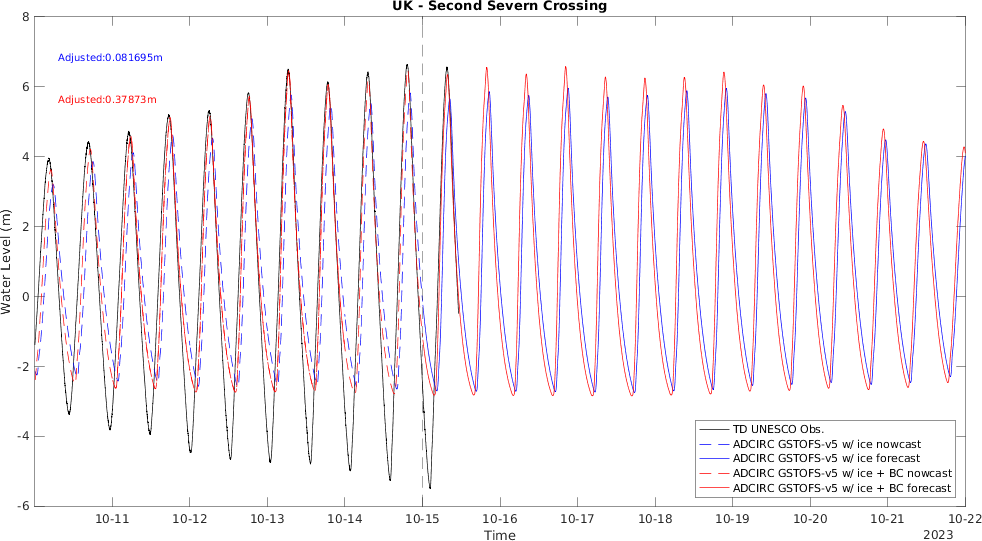 UK - Second Severn Crossing
Adjusted:0.081695m
Adjusted:0.37873m
Water Level (m)
8
6
4
2
0
-2
-4
-6
TD UNESCO Obs.
ADCIRC GSTOFS-v5 w/ ice nowcast
ADCIRC GSTOFS-v5 w/ ice forecast
ADCIRC GSTOFS-v5 w/ ice + BC nowcast
ADCIRC GSTOFS-v5 w/ ice + BC forecast
10-11 10-12 10-13 10-14 10-15 10-16 10-17 10-18 10-19 10-20 10-21 10-22
Time
2023